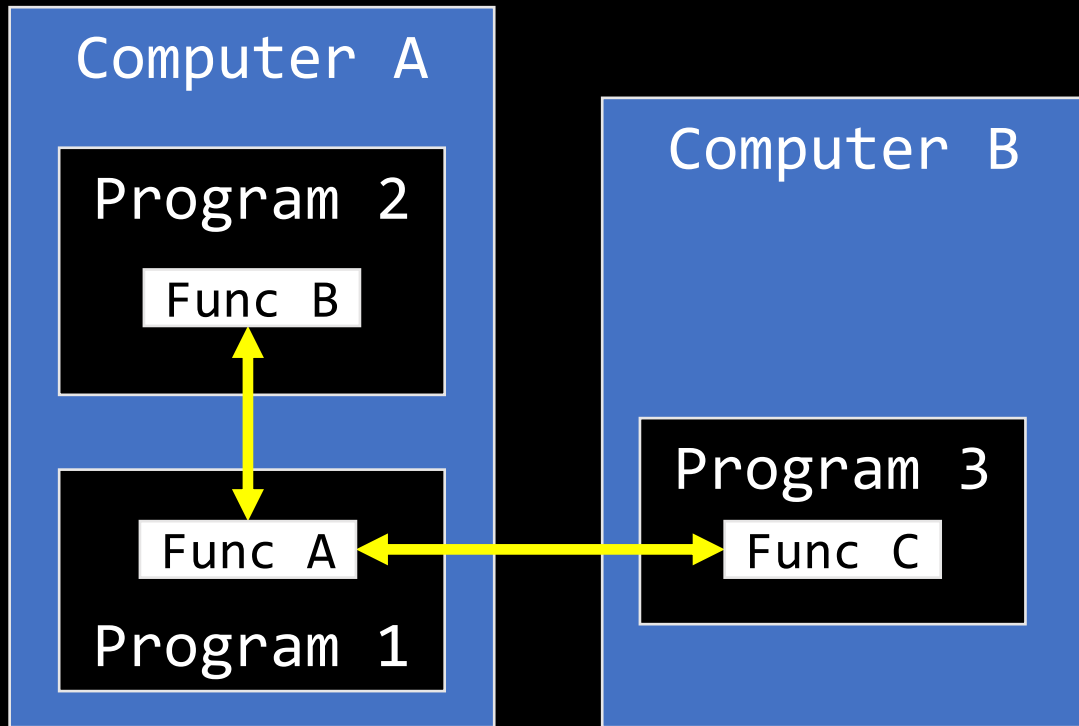 Computer A
Program 2
Func B
Func A
Program 1
Computer B
Program 3
Func C